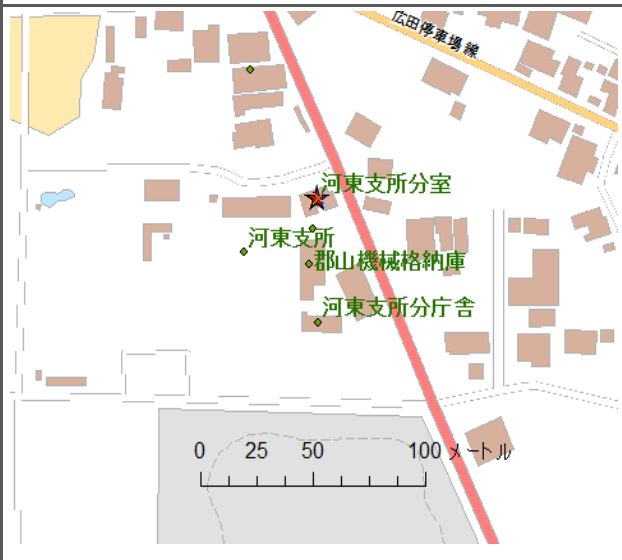 広田停車場線
河東支所分室
河東支所
郡山機械格納庫
河東支所分庁舎
0 25 50 100 メートル